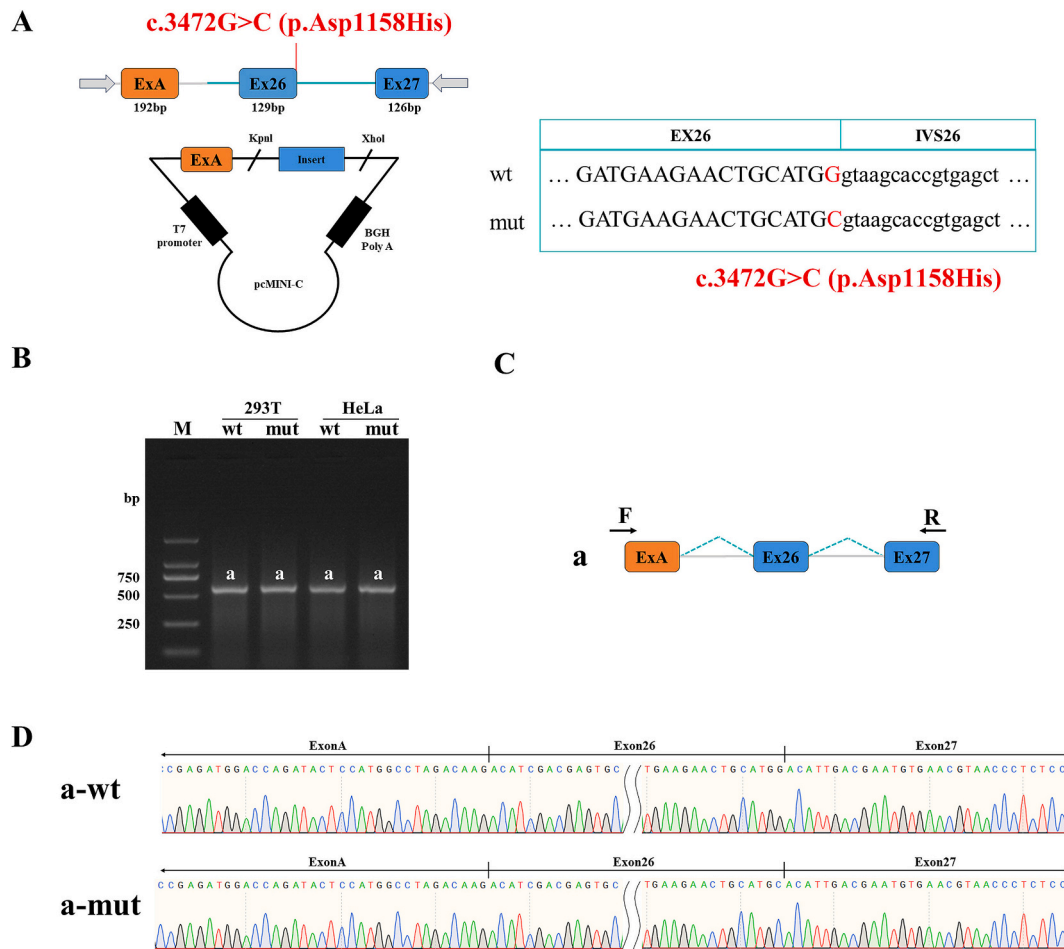 A
c.3472G>C (p.Asp1158His)
ExA
Ex26
Ex27
192bp
129bp
126bp
KpnI
XhoI
ExA
Insert
T7
promoter
BGH
Poly A
pcMINI-C
EX26
IVS26
wt
... GATGAAGAACTGCATGGgtaagcaccgtgagct ...
mut
... GATGAAGAACTGCATGCgtaagcaccgtgagct ...
c.3472G>C (p.Asp1158His)
B
293T
HeLa
M
wt
mut
wt
mut
bp
750
500
250
a
a
a
a
C
F
R
a
ExA
Ex26
Ex27
D
ExonA
Exon26
Exon27
a-wt
CCGAGATGGACCAGATACTCCATGGCCTAGACAAGACATCGACGAGTGC TGAAGAACTGCATGGACATTGACGAATGTGAACGTAACCCTCTCC
ExonA
Exon26
Exon27
a-mut
CCGAGATGGACCAGATACTCCATGGCCTAGACAAGACATCGACGAGTGC TGAAGAACTGCATGCACATTGACGAATGTGAACGTAACCCTCTCC